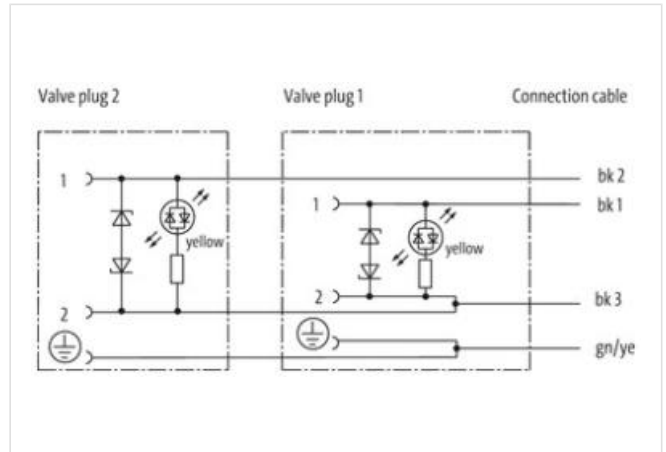 Valve plug 2 Valve plug 1 Connection cable
1 bk 2
1 bk 1
yellow yellow
2 bk 3
2
gn/ye